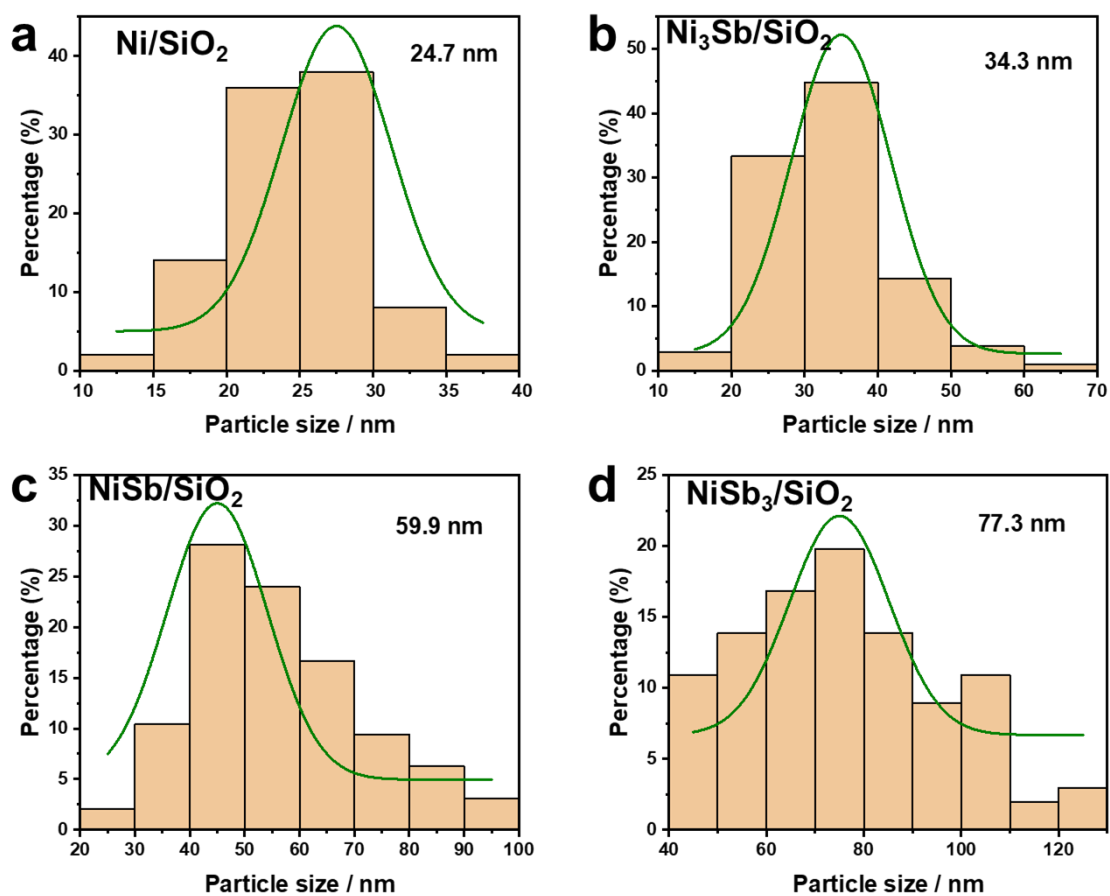 a
Ni/SiO₂
24.7 nm
Percentage (%)
40
30
20
10
0
10 15 20 25 30 35 40
Particle size / nm
b
Ni₃Sb/SiO₂
34.3 nm
Percentage (%)
50
40
30
20
10
0
10 20 30 40 50 60 70
Particle size / nm
c
NiSb/SiO₂
59.9 nm
Percentage (%)
35
30
25
20
15
10
5
0
20 30 40 50 60 70 80 90 100
Particle size / nm
d
NiSb₃/SiO₂
77.3 nm
Percentage (%)
25
20
15
10
5
0
40 60 80 100 120
Particle size / nm